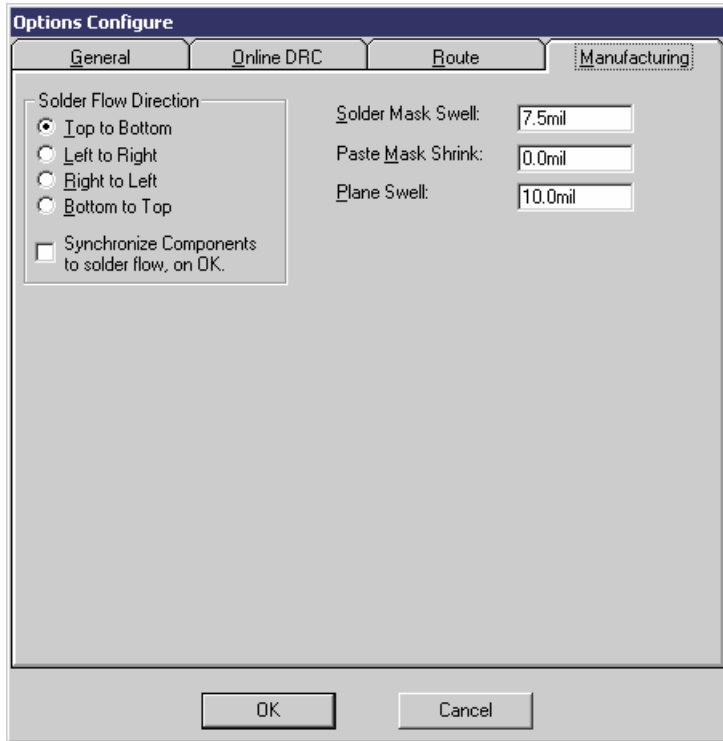 Options Configure
General
Online DRC
Route
Manufacturing
Solder Flow Direction
Top to Bottom
Left to Right
Right to Left
Bottom to Top
Synchronize Components
to solder flow, on OK.
Solder Mask Swell:
7.5mil
Paste Mask Shrink:
0.0mil
Plane Swell:
10.0mil
OK
Cancel